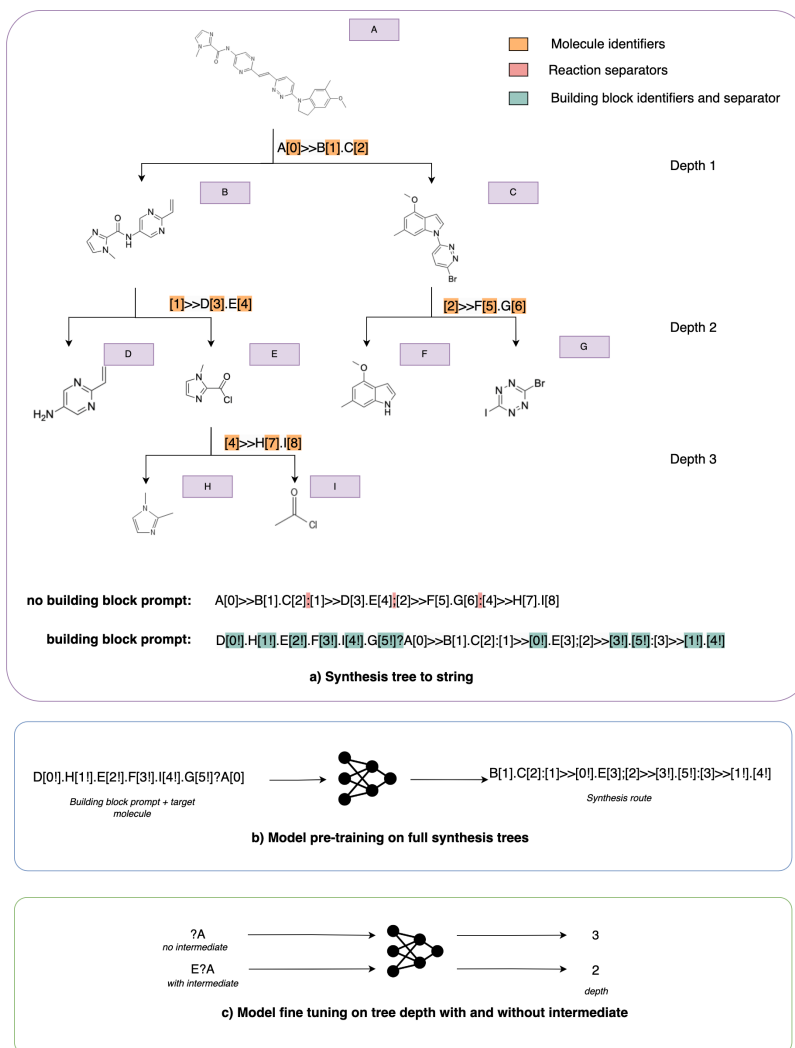 A
Molecule identifiers
Reaction separators
Building block identifiers and separator
A[0]>>B[1].C[2]
Depth 1
B
C
[1]>>D[3].E[4]
[2]>>F[5].G[6]
Depth 2
D
E
F
G
[4]>>H[7].I[8]
Depth 3
H
I
no building block prompt: A[0]>>B[1].C[2];[1]>>D[3].E[4];[2]>>F[5].G[6];[4]>>H[7].I[8]
building block prompt: D[0!].H[1!].E[2!].F[3!].I[4!].G[5!]?A[0]>>B[1].C[2]:[1]>>[0!].E[3];[2]>>[3!].[5!]:[3]>>[1!].[4!]
a) Synthesis tree to string
D[0!].H[1!].E[2!].F[3!].I[4!].G[5!]?A[0]
B[1].C[2]:[1]>>[0!].E[3];[2]>>[3!].[5!]:[3]>>[1!].[4!]
Building block prompt + target
molecule
Synthesis route
b) Model pre-training on full synthesis trees
?A
3
no intermediate
E?A
2
with intermediate
depth
c) Model fine tuning on tree depth with and without intermediate